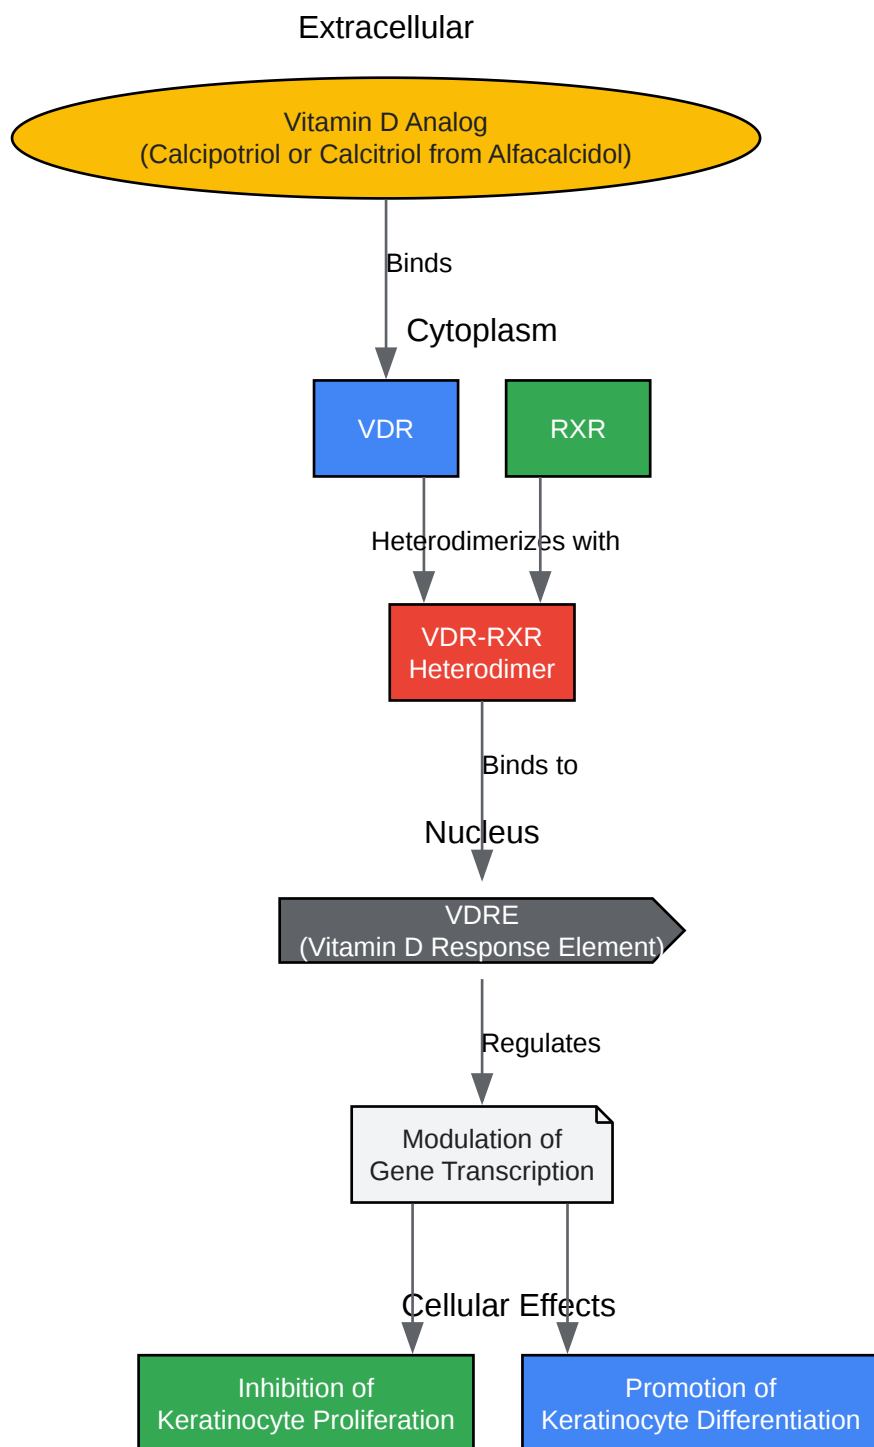 Extracellular
Vitamin D Analog
(Calcipotriol or Calcitriol from Alfacalcidol)
Binds
Cytoplasm
VDR
RXR
Heterodimerizes with
VDR-RXR
Heterodimer
Binds to
Nucleus
VDRE
(Vitamin D Response Element)
Regulates
Modulation of
Gene Transcription
Cellular Effects
Inhibition of
Keratinocyte Proliferation
Promotion of
Keratinocyte Differentiation